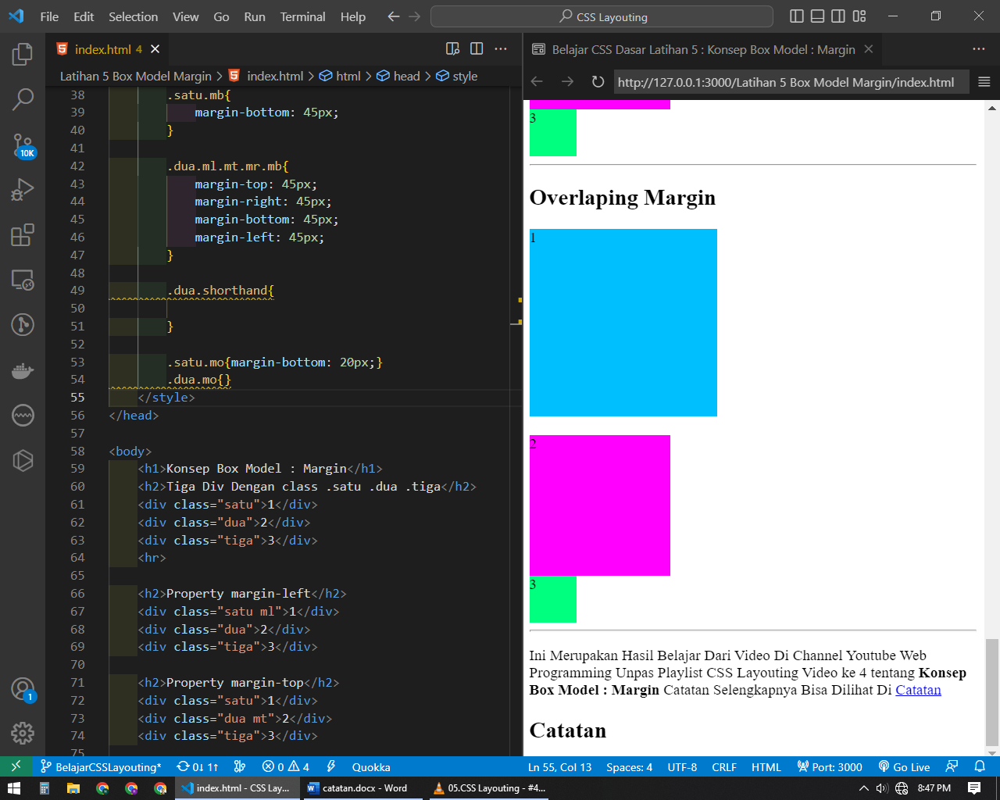 File Edit Selection View Go Run Terminal Help
CSS Layouting
index.html 4
Latihan 5 Box Model Margin > index.html > html > head > style
38 .satu.mb{
39 margin-bottom: 45px;
40 }
41
42 .dua.ml.mt.mr.mb{
43 margin-top: 45px;
44 margin-right: 45px;
45 margin-bottom: 45px;
46 margin-left: 45px;
47 }
48
49 .dua.shorthand{
50
51 }
52
53 .satu.mo{margin-bottom: 20px;}
54 .dua.mo{}
55 </style>
56 </head>
57
58 <body>
59 <h1>Konsep Box Model : Margin</h1>
60 <h2>Tiga Div Dengan class .satu .dua .tiga</h2>
61 <div class="satu">1</div>
62 <div class="dua">2</div>
63 <div class="tiga">3</div>
64 <hr>
65
66 <h2>Property margin-left</h2>
67 <div class="satu ml">1</div>
68 <div class="dua">2</div>
69 <div class="tiga">3</div>
70
71 <h2>Property margin-top</h2>
72 <div class="satu">1</div>
73 <div class="dua mt">2</div>
74 <div class="tiga">3</div>
75
10K
1
Belajar CSS Dasar Latihan 5 : Konsep Box Model : Margin
http://127.0.0.1:3000/Latihan 5 Box Model Margin/index.html
3
Overlaping Margin
1
2
3
Ini Merupakan Hasil Belajar Dari Video Di Channel Youtube Web
Programming Unpas Playlist CSS Layouting Video ke 4 tentang Konsep
Box Model : Margin Catatan Selengkapnya Bisa Dilihat Di Catatan
Catatan
BelajarCSSLayouting* 0↓ 1↑ 0 4 Quokka Ln 55, Col 13 Spaces: 4 UTF-8 CRLF HTML Port: 3000 Go Live
index.html - CSS Lay... catatan.docx - Word 05.CSS Layouting - #4... 8:47 PM